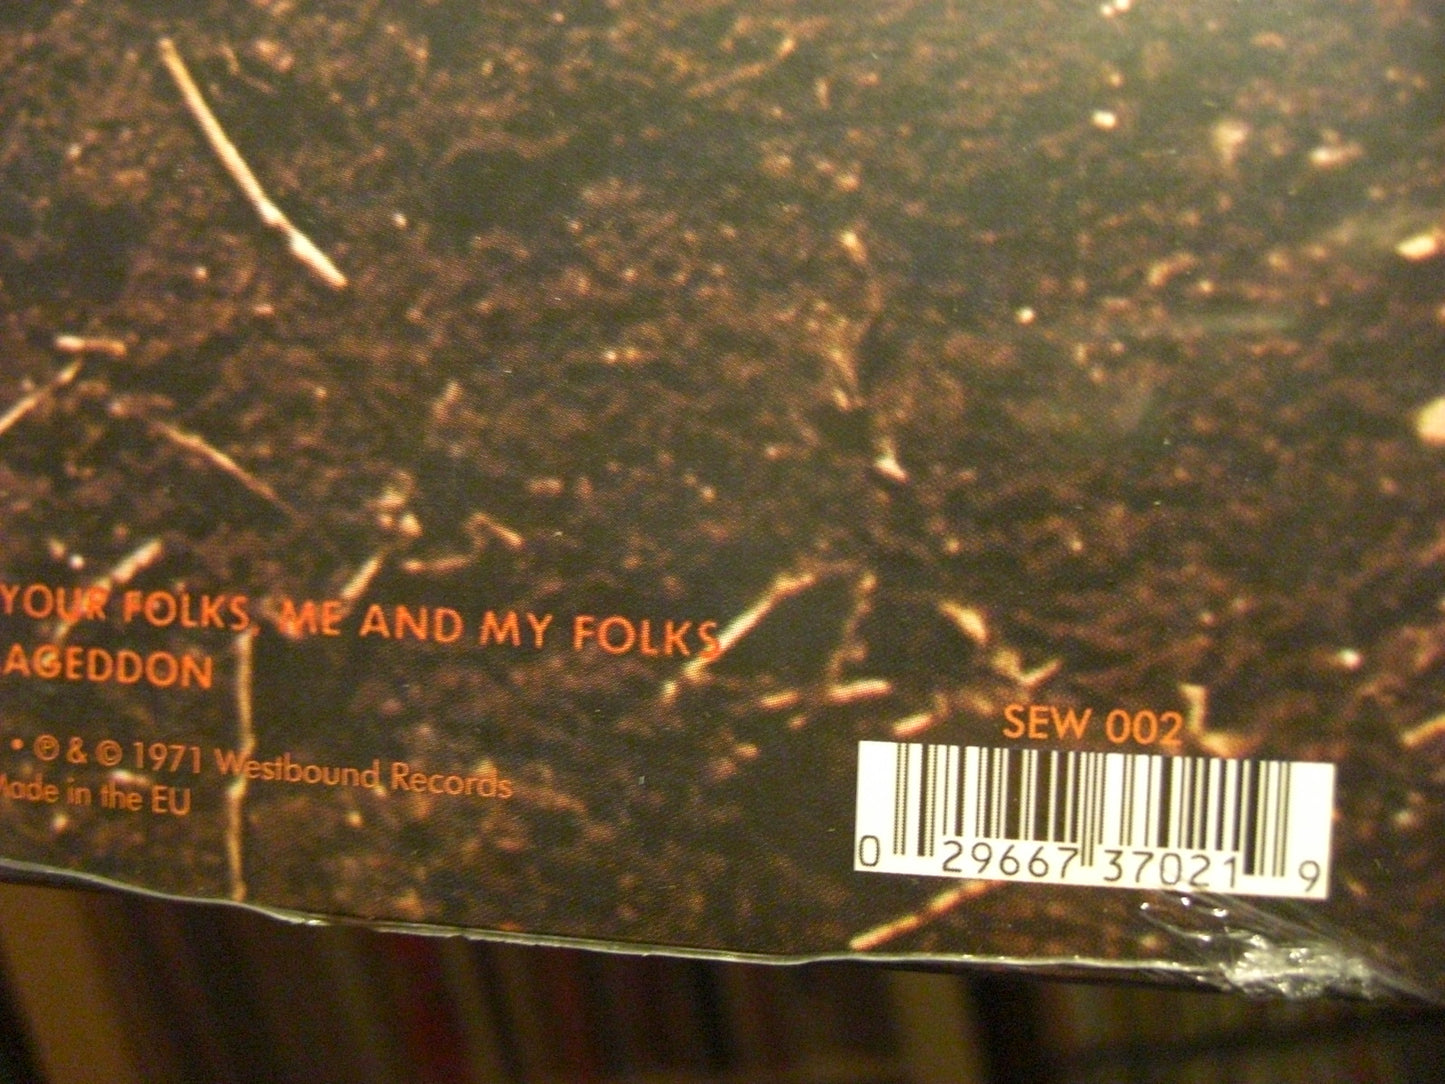 YOUR FOLKS, ME AND MY FOLKS
AGEDDON
• ℗ & © 1971 Westbound Records
Made in the EU
SEW 002
0 29667 37021 9